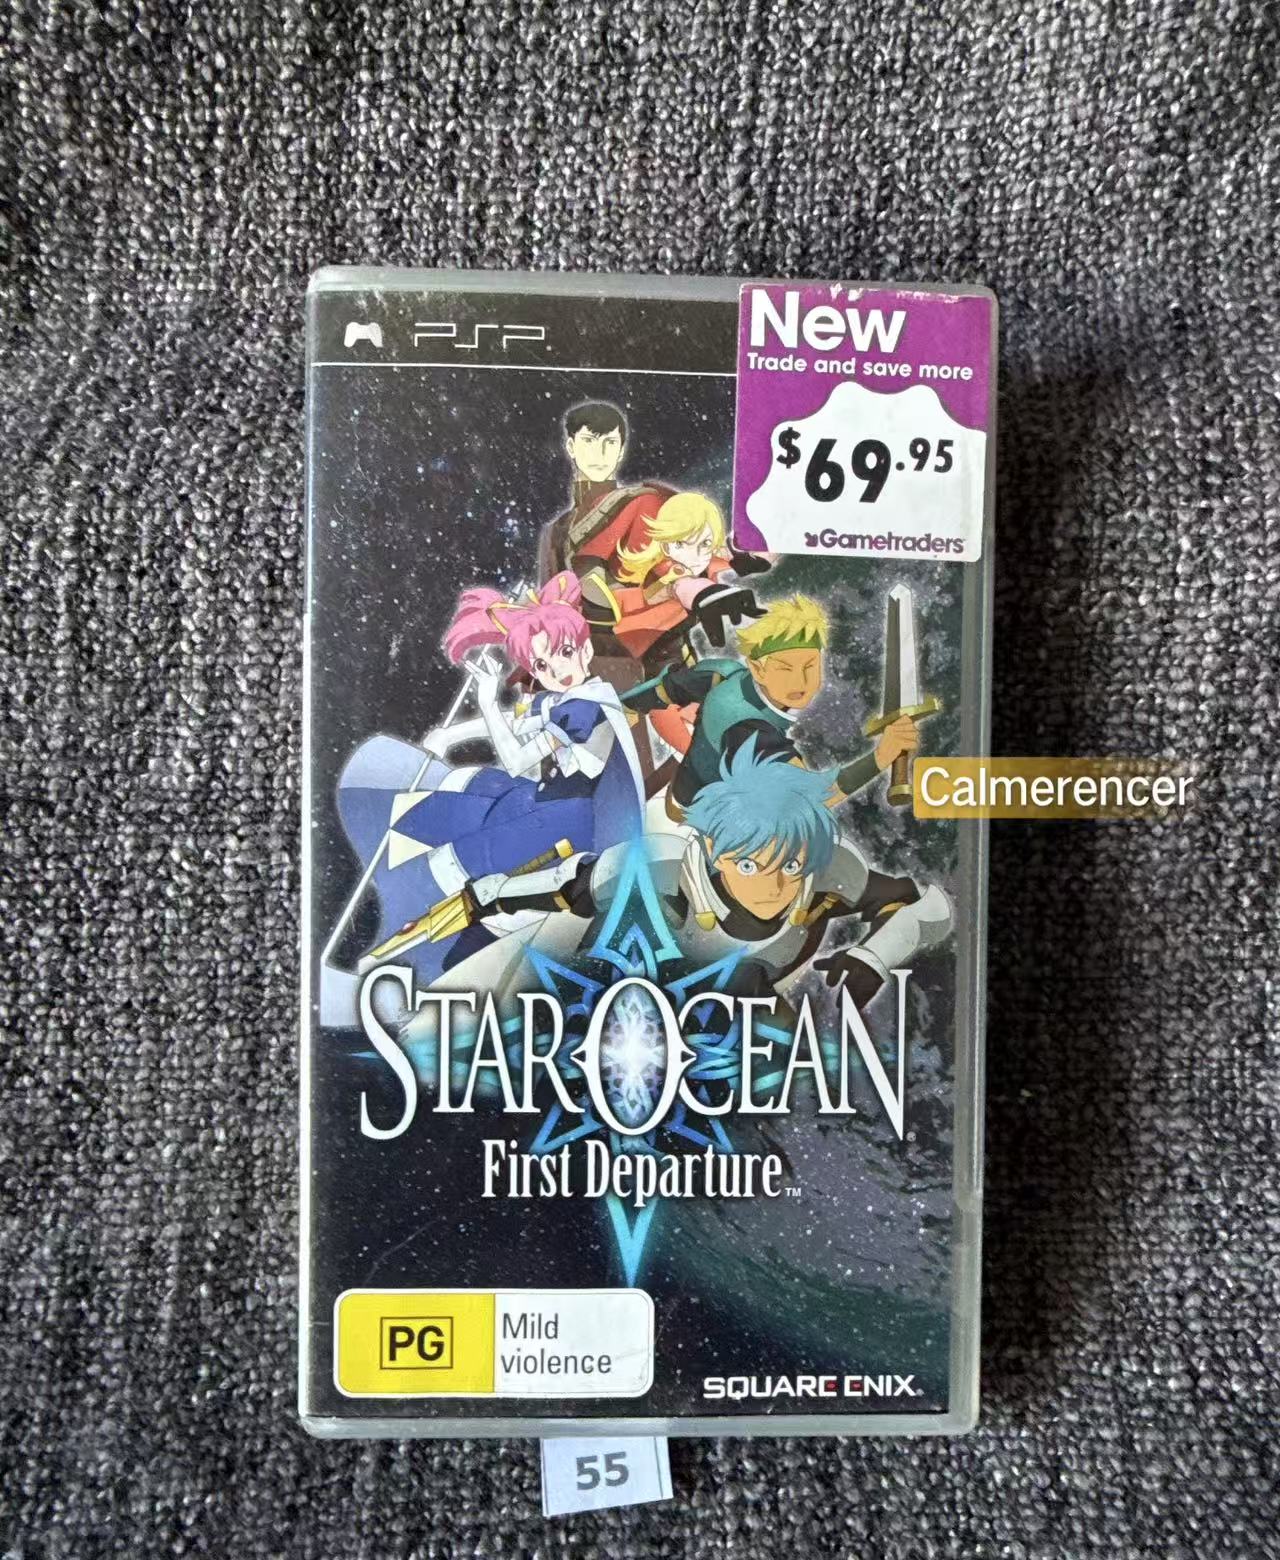 PSP
New
Trade and save more
$69.95
Gametraders
Calmerencer
STAR OCEAN®
First Departure™
PG
Mild
violence
SQUARE ENIX®
55